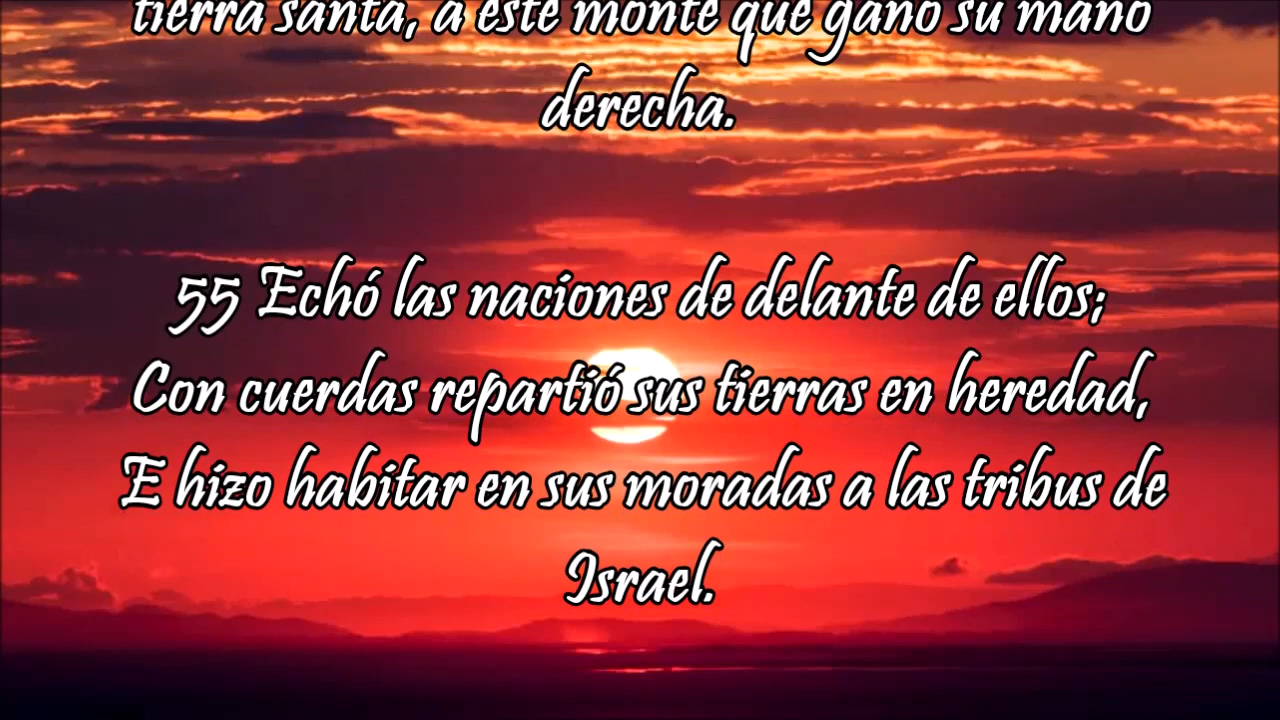 tierra santa, a este monte que ganó su mano
derecha.
55 Echó las naciones de delante de ellos;
Con cuerdas repartió sus tierras en heredad,
E hizo habitar en sus moradas a las tribus de
Israel.